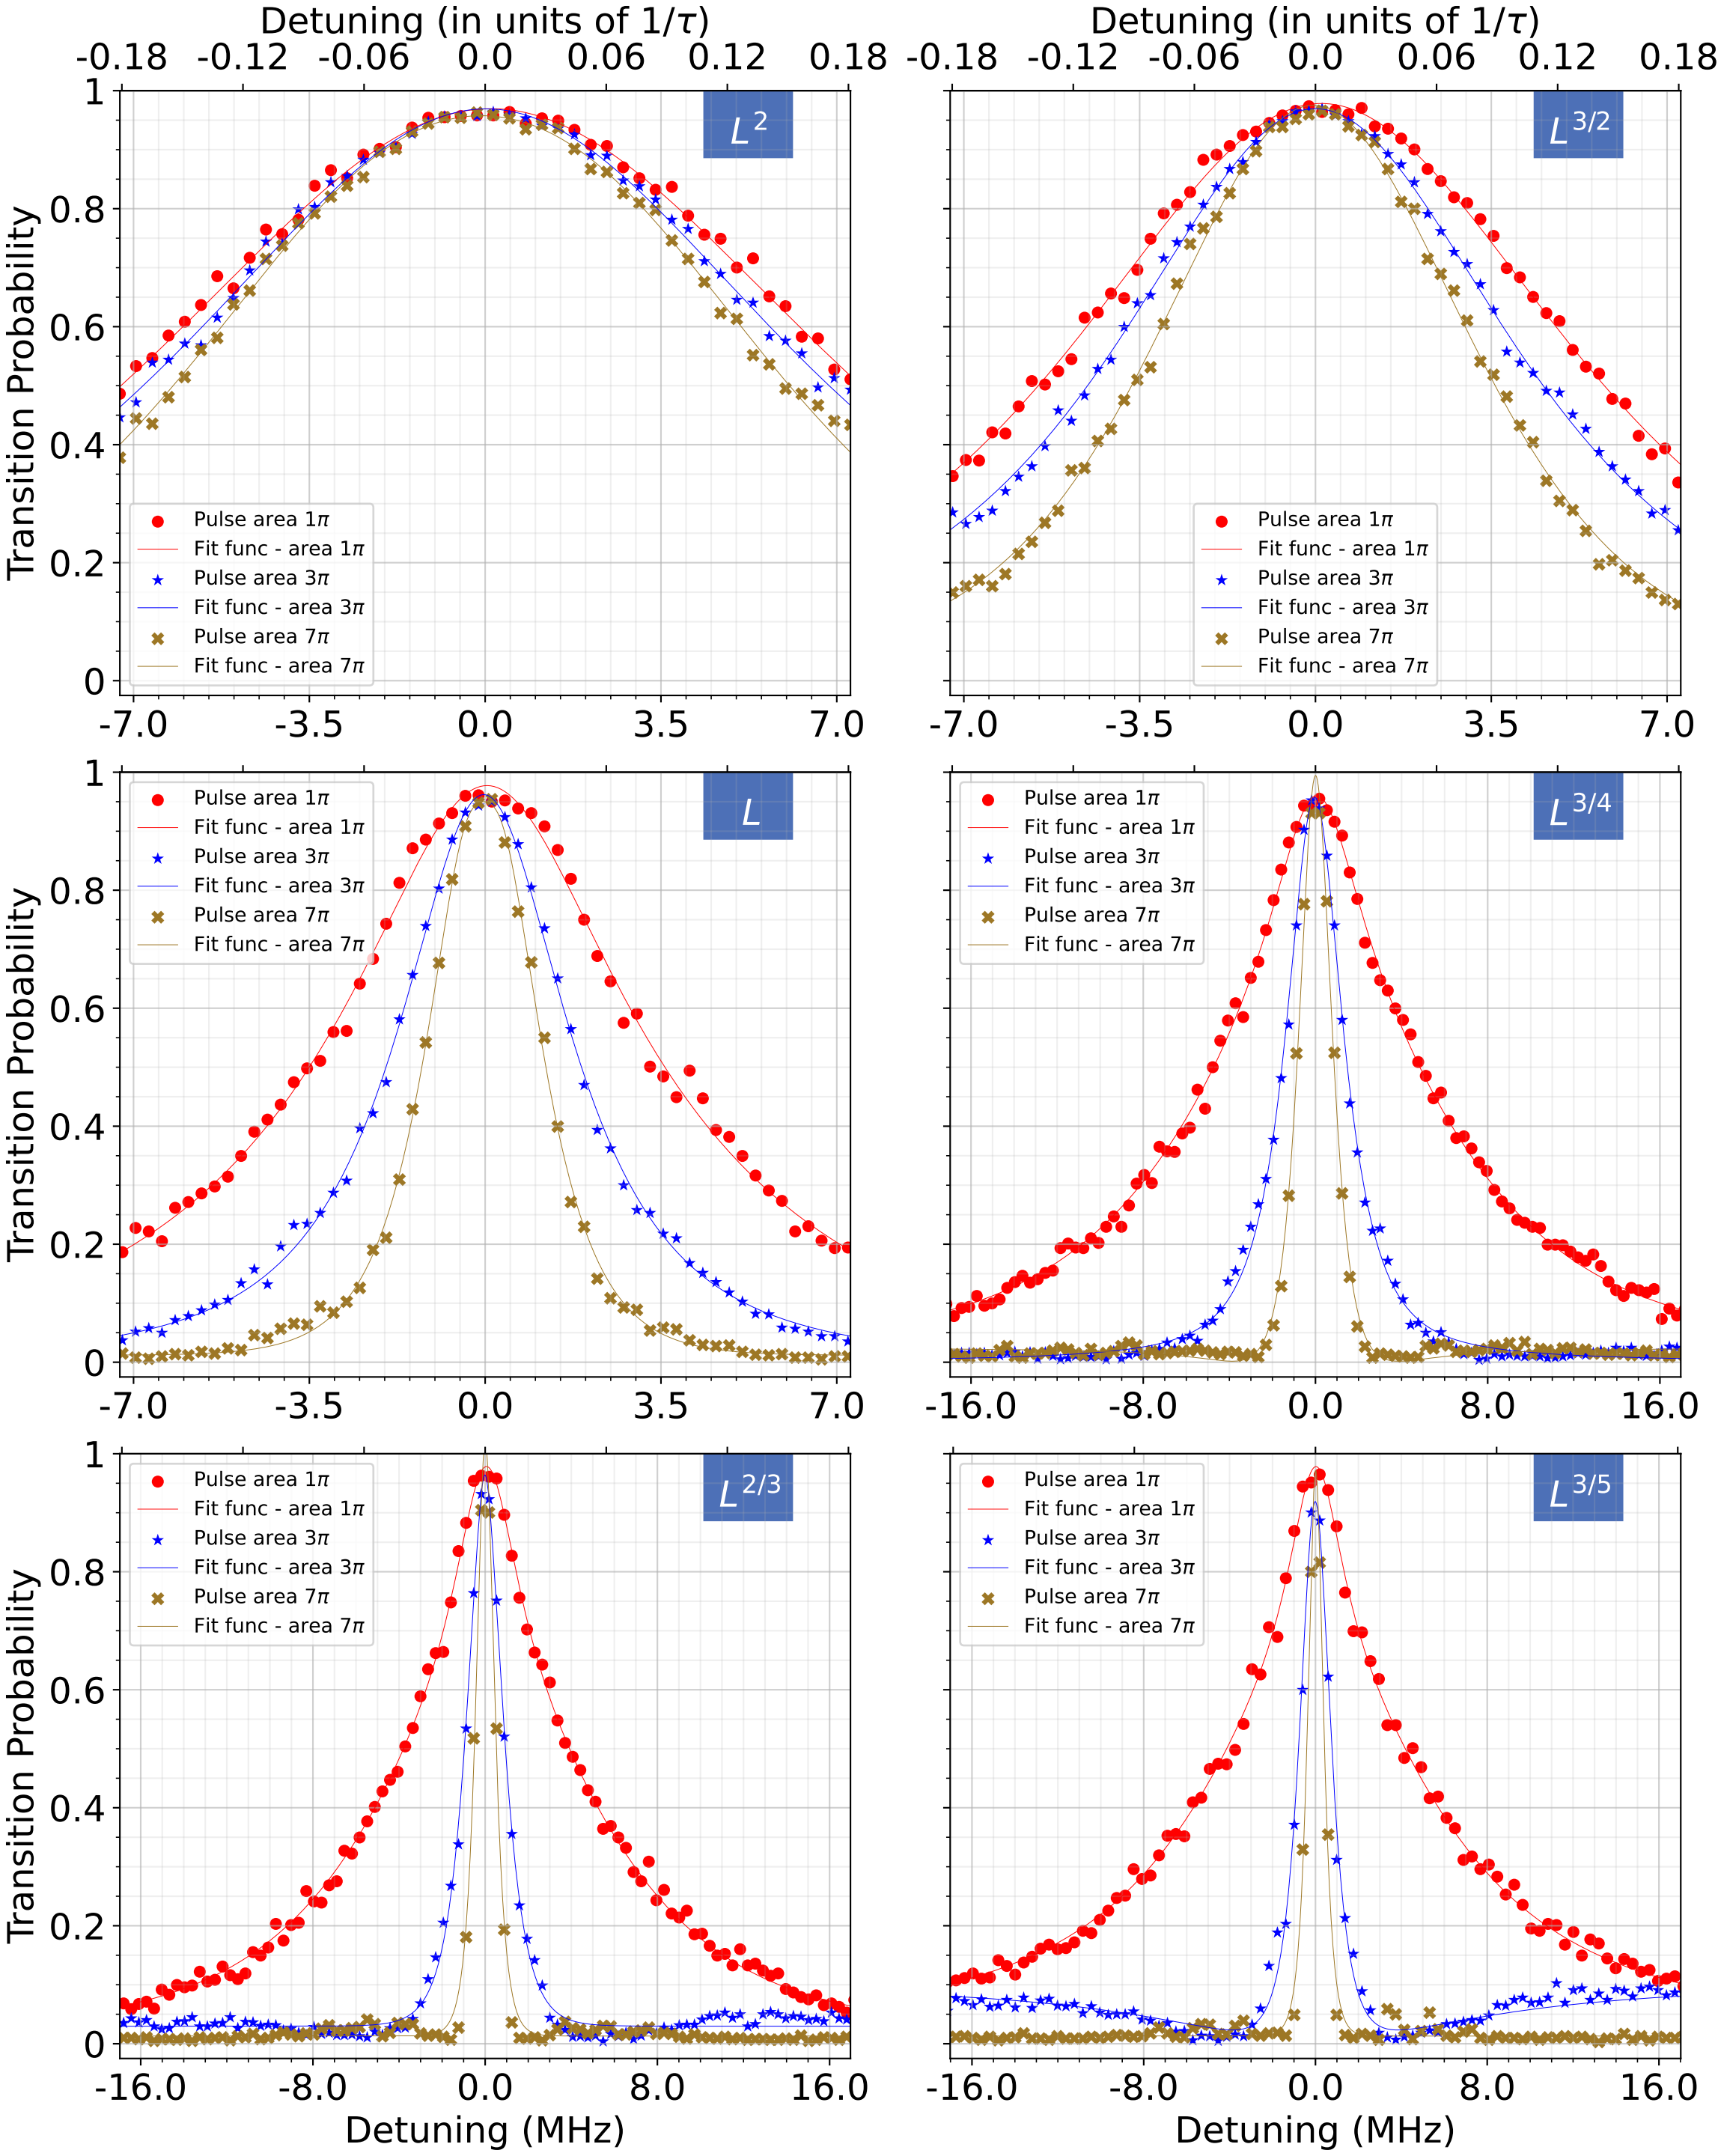 Detuning (in units of 1/τ) Detuning (in units of 1/τ)
-0.18 -0.12 -0.06 0.0 0.06 0.12 0.18 -0.18 -0.12 -0.06 0.0 0.06 0.12 0.18
Transition Probability
1
0.8
0.6
0.4
0.2
0
L^2
Pulse area 1π
Fit func - area 1π
Pulse area 3π
Fit func - area 3π
Pulse area 7π
Fit func - area 7π
-7.0 -3.5 0.0 3.5 7.0
L^3/2
Pulse area 1π
Fit func - area 1π
Pulse area 3π
Fit func - area 3π
Pulse area 7π
Fit func - area 7π
-7.0 -3.5 0.0 3.5 7.0
Transition Probability
1
0.8
0.6
0.4
0.2
0
Pulse area 1π
Fit func - area 1π
Pulse area 3π
Fit func - area 3π
Pulse area 7π
Fit func - area 7π
L
-7.0 -3.5 0.0 3.5 7.0
Pulse area 1π
Fit func - area 1π
Pulse area 3π
Fit func - area 3π
Pulse area 7π
Fit func - area 7π
L^3/4
-16.0 -8.0 0.0 8.0 16.0
Transition Probability
1
0.8
0.6
0.4
0.2
0
Pulse area 1π
Fit func - area 1π
Pulse area 3π
Fit func - area 3π
Pulse area 7π
Fit func - area 7π
L^2/3
-16.0 -8.0 0.0 8.0 16.0
Detuning (MHz)
Pulse area 1π
Fit func - area 1π
Pulse area 3π
Fit func - area 3π
Pulse area 7π
Fit func - area 7π
L^3/5
-16.0 -8.0 0.0 8.0 16.0
Detuning (MHz)